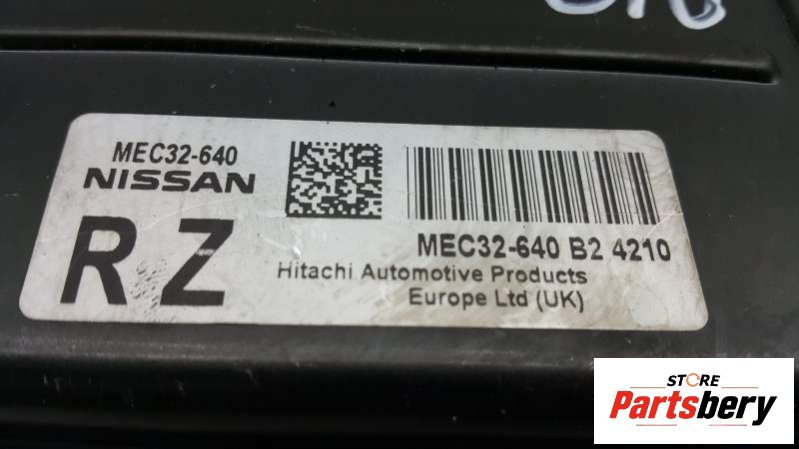 MEC32-640
NISSAN
R Z
MEC32-640 B2 4210
Hitachi Automotive Products
Europe Ltd (UK)
STORE
Partsbery